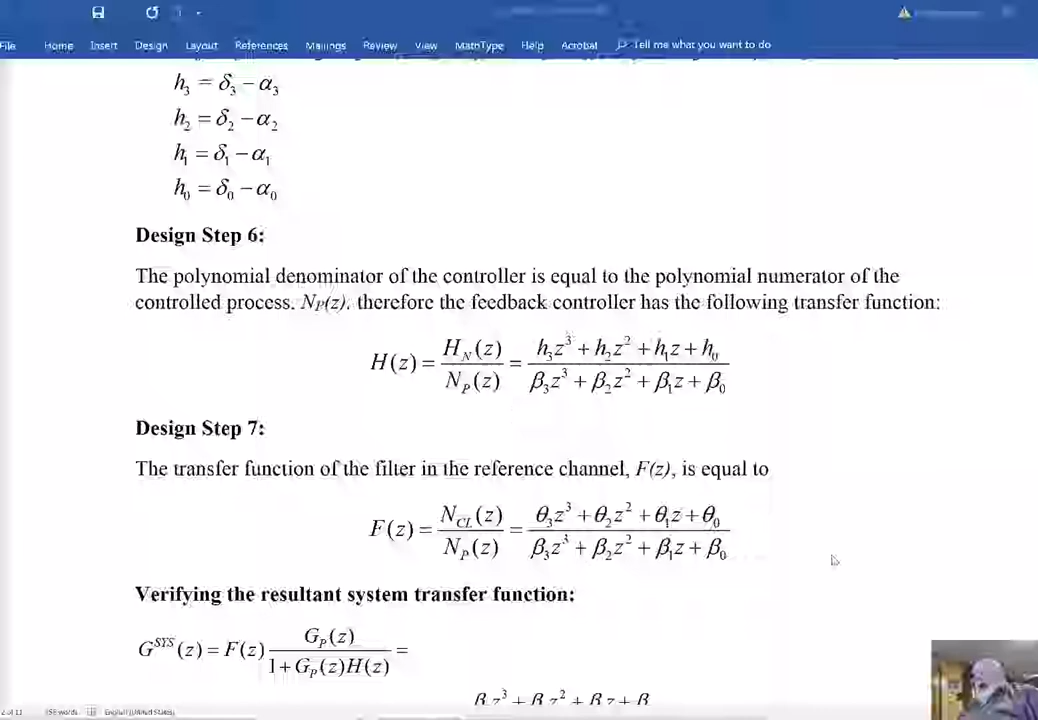 File Home Insert Design Layout References Mailings Review View MathType Help Acrobat Tell me what you want to do
h₃ = δ₃ − α₃
h₂ = δ₂ − α₂
h₁ = δ₁ − α₁
h₀ = δ₀ − α₀
Design Step 6:
The polynomial denominator of the controller is equal to the polynomial numerator of the
controlled process, N_P(z), therefore the feedback controller has the following transfer function:
H(z) = H_N(z) / N_P(z) = (h₃z³ + h₂z² + h₁z + h₀) / (β₃z³ + β₂z² + β₁z + β₀)
Design Step 7:
The transfer function of the filter in the reference channel, F(z), is equal to
F(z) = N_CL(z) / N_P(z) = (θ₃z³ + θ₂z² + θ₁z + θ₀) / (β₃z³ + β₂z² + β₁z + β₀)
Verifying the resultant system transfer function:
G^SYS(z) = F(z) G_P(z) / (1 + G_P(z)H(z)) =
β z³ + β z² + β z + β
English (United States)